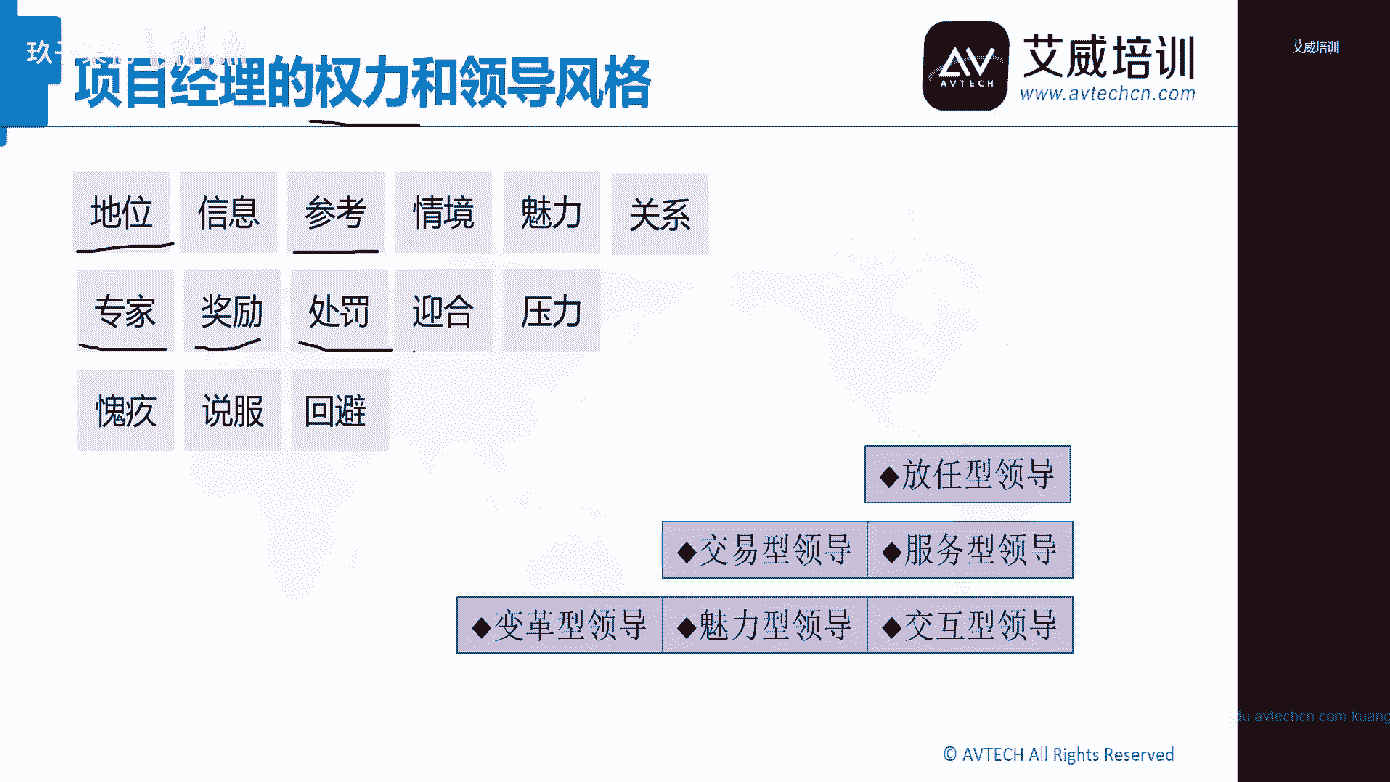 项目经理的权力和领导风格
AVTECH
艾威培训
www.avtechcn.com
艾威培训
地位 信息 参考 情境 魅力 关系
专家 奖励 处罚 迎合 压力
愧疚 说服 回避
◆放任型领导
◆交易型领导 ◆服务型领导
◆变革型领导 ◆魅力型领导 ◆交互型领导
du avtechcn com kuang
© AVTECH All Rights Reserved